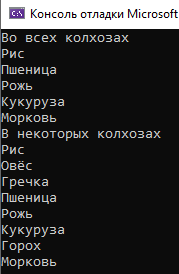 Консоль отладки Microsoft
Во всех колхозах
Рис
Пшеница
Рожь
Кукуруза
Морковь
В некоторых колхозах
Рис
Овёс
Гречка
Пшеница
Рожь
Кукуруза
Горох
Морковь